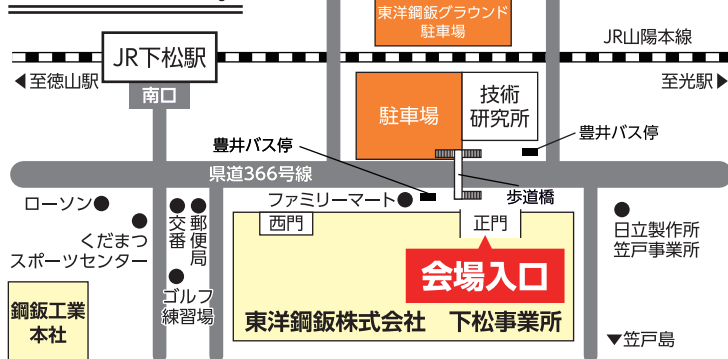 東洋鋼鈑グラウンド
駐車場
JR山陽本線
JR下松駅
◀至徳山駅
至光駅▶
南口
駐車場
技術
研究所
豊井バス停
豊井バス停
県道366号線
歩道橋
ローソン
ファミリーマート
くだまつ
スポーツセンター
交番
郵便局
西門
正門
日立製作所
笠戸事業所
会場入口
ゴルフ
練習場
鋼鈑工業
本社
東洋鋼鈑株式会社 下松事業所
▼笠戸島